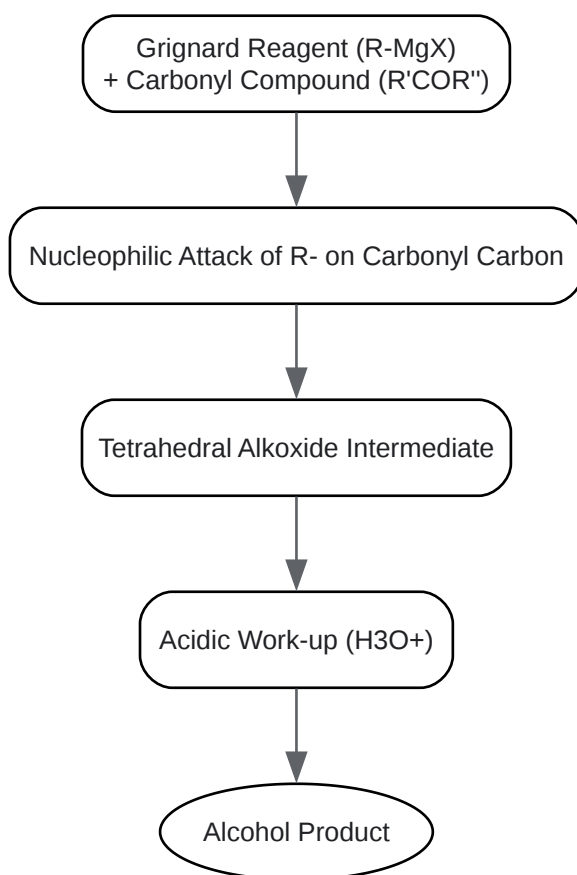 Grignard Reagent (R-MgX)
+ Carbonyl Compound (R'COR")
Nucleophilic Attack of R- on Carbonyl Carbon
Tetrahedral Alkoxide Intermediate
Acidic Work-up (H3O+)
Alcohol Product